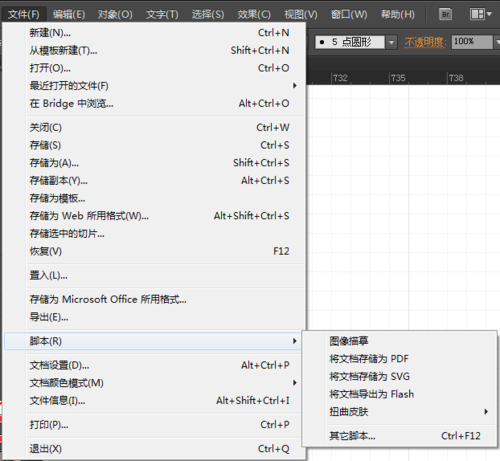 文件(F) 编辑(E) 对象(O) 文字(T) 选择(S) 效果(C) 视图(V) 窗口(W) 帮助(H) Br
新建(N)... Ctrl+N
从模板新建(T)... Shift+Ctrl+N
打开(O)... Ctrl+O
最近打开的文件(F)
在 Bridge 中浏览... Alt+Ctrl+O
关闭(C) Ctrl+W
存储(S) Ctrl+S
存储为(A)... Shift+Ctrl+S
存储副本(Y)... Alt+Ctrl+S
存储为模板...
存储为 Web 所用格式(W)... Alt+Shift+Ctrl+S
存储选中的切片...
恢复(V) F12
置入(L)...
存储为 Microsoft Office 所用格式...
导出(E)...
脚本(R)
文档设置(D)... Alt+Ctrl+P
文档颜色模式(M)
文件信息(I)... Alt+Shift+Ctrl+I
打印(P)... Ctrl+P
退出(X) Ctrl+Q
5 点圆形 不透明度: 100%
732 735 738
图像描摹
将文档存储为 PDF
将文档存储为 SVG
将文档导出为 Flash
扭曲皮肤
其它脚本... Ctrl+F12